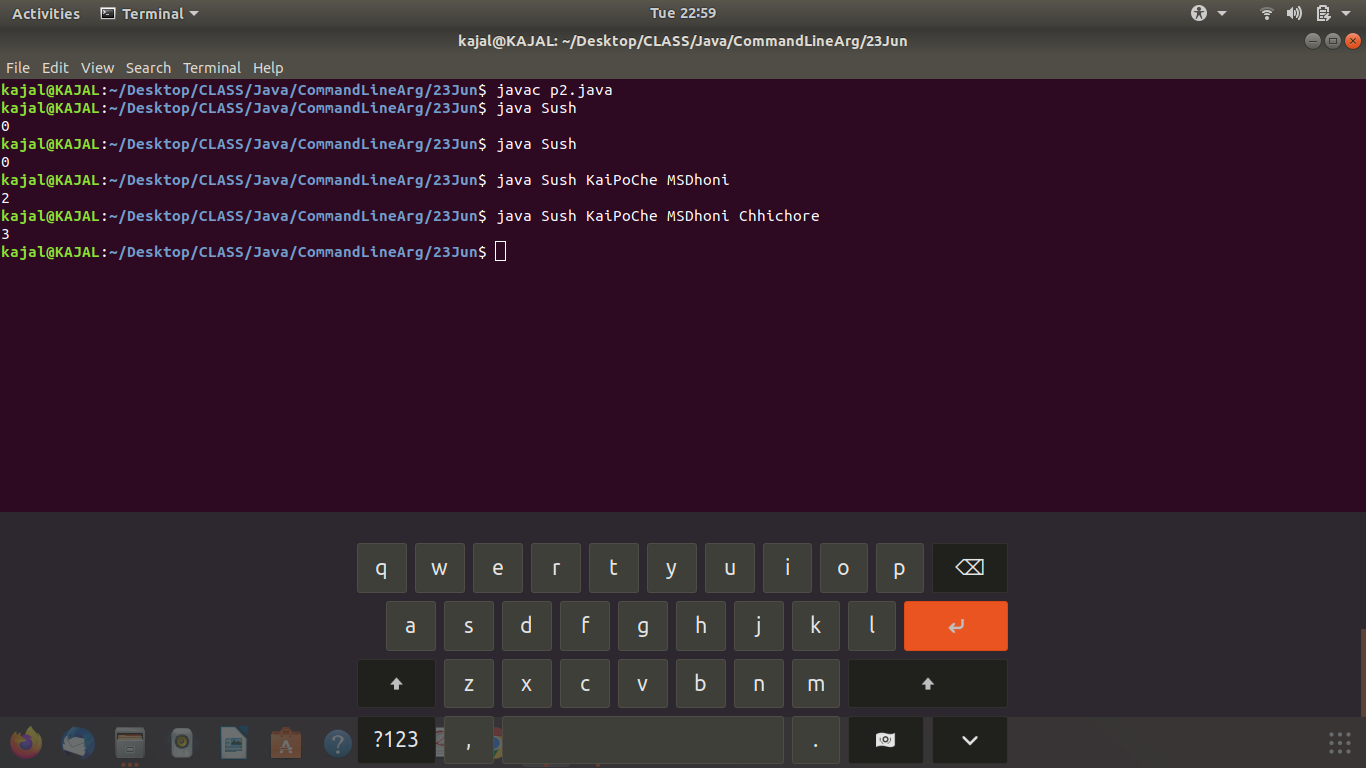 Activities Terminal Tue 22:59
kajal@KAJAL: ~/Desktop/CLASS/Java/CommandLineArg/23Jun
File Edit View Search Terminal Help
kajal@KAJAL:~/Desktop/CLASS/Java/CommandLineArg/23Jun$ javac p2.java
kajal@KAJAL:~/Desktop/CLASS/Java/CommandLineArg/23Jun$ java Sush
0
kajal@KAJAL:~/Desktop/CLASS/Java/CommandLineArg/23Jun$ java Sush
0
kajal@KAJAL:~/Desktop/CLASS/Java/CommandLineArg/23Jun$ java Sush KaiPoChe MSDhoni
2
kajal@KAJAL:~/Desktop/CLASS/Java/CommandLineArg/23Jun$ java Sush KaiPoChe MSDhoni Chhichore
3
kajal@KAJAL:~/Desktop/CLASS/Java/CommandLineArg/23Jun$
q w e r t y u i o p
a s d f g h j k l
z x c v b n m
?123 , .